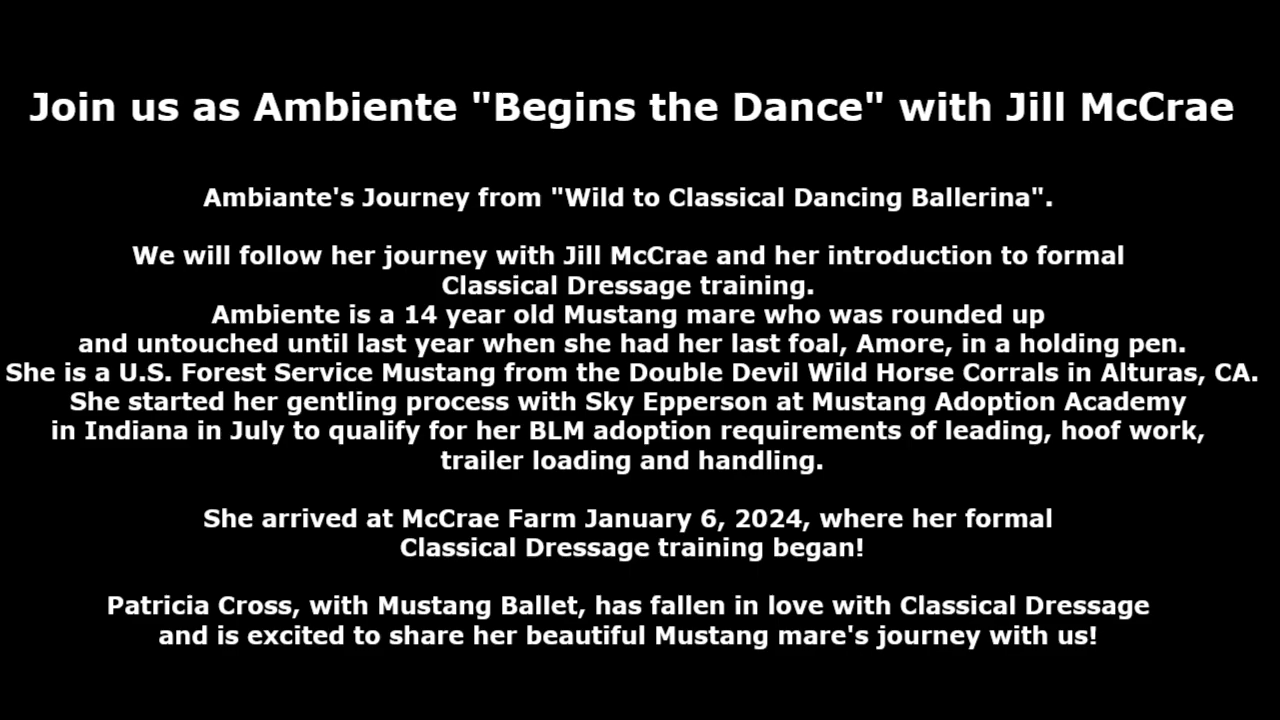 Join us as Ambiente "Begins the Dance" with Jill McCrae
Ambiante's Journey from "Wild to Classical Dancing Ballerina".
We will follow her journey with Jill McCrae and her introduction to formal
Classical Dressage training.
Ambiente is a 14 year old Mustang mare who was rounded up
and untouched until last year when she had her last foal, Amore, in a holding pen.
She is a U.S. Forest Service Mustang from the Double Devil Wild Horse Corrals in Alturas, CA.
She started her gentling process with Sky Epperson at Mustang Adoption Academy
in Indiana in July to qualify for her BLM adoption requirements of leading, hoof work,
trailer loading and handling.
She arrived at McCrae Farm January 6, 2024, where her formal
Classical Dressage training began!
Patricia Cross, with Mustang Ballet, has fallen in love with Classical Dressage
and is excited to share her beautiful Mustang mare's journey with us!